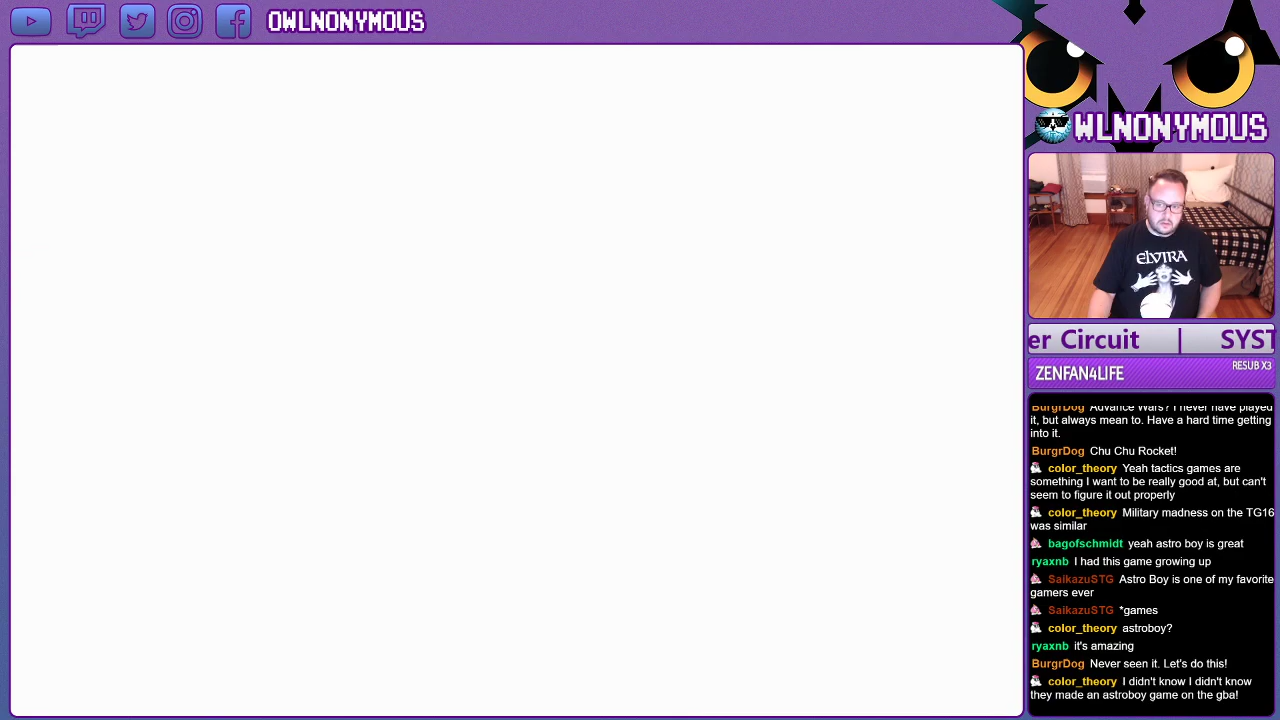 OWLNONYMOUS
WLNONYMOUS
ELVIRA
er Circuit | SYST
ZENFAN4LIFE RESUB X3
BurgrDog Advance Wars? I never have played
it, but always mean to. Have a hard time getting
into it.
BurgrDog Chu Chu Rocket!
color_theory Yeah tactics games are
something I want to be really good at, but can't
seem to figure it out properly
color_theory Military madness on the TG16
was similar
bagofschmidt yeah astro boy is great
ryaxnb I had this game growing up
SaikazuSTG Astro Boy is one of my favorite
gamers ever
SaikazuSTG *games
color_theory astroboy?
ryaxnb it's amazing
BurgrDog Never seen it. Let's do this!
color_theory I didn't know I didn't know
they made an astroboy game on the gba!